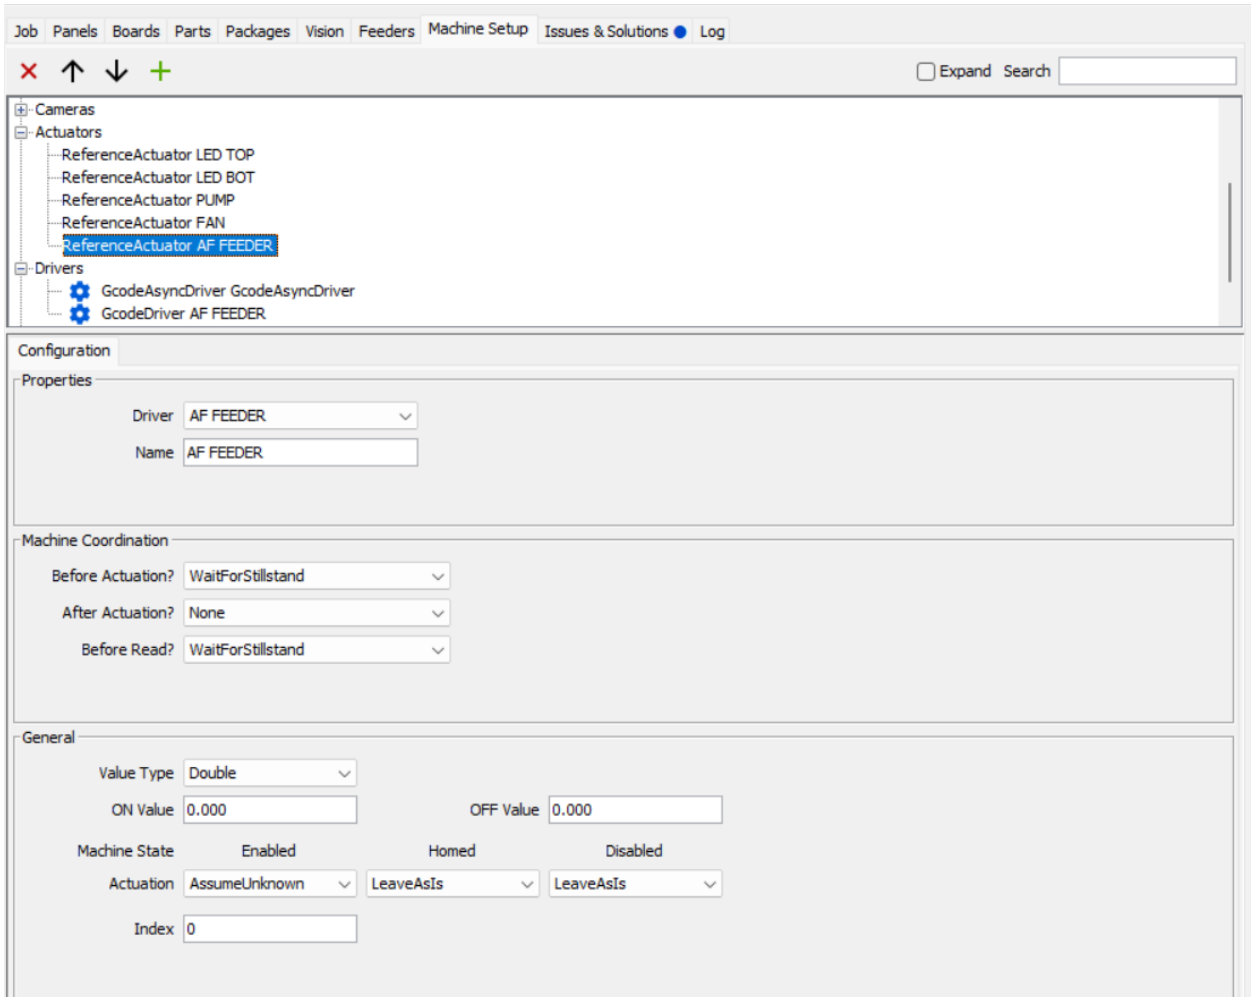 Job Panels Boards Parts Packages Vision Feeders Machine Setup Issues & Solutions Log
Expand Search
Cameras
Actuators
ReferenceActuator LED TOP
ReferenceActuator LED BOT
ReferenceActuator PUMP
ReferenceActuator FAN
ReferenceActuator AF FEEDER
Drivers
GcodeAsyncDriver GcodeAsyncDriver
GcodeDriver AF FEEDER
Configuration
Properties
Driver AF FEEDER
Name AF FEEDER
Machine Coordination
Before Actuation? WaitForStillstand
After Actuation? None
Before Read? WaitForStillstand
General
Value Type Double
ON Value 0.000 OFF Value 0.000
Machine State Enabled Homed Disabled
Actuation AssumeUnknown LeaveAsIs LeaveAsIs
Index 0